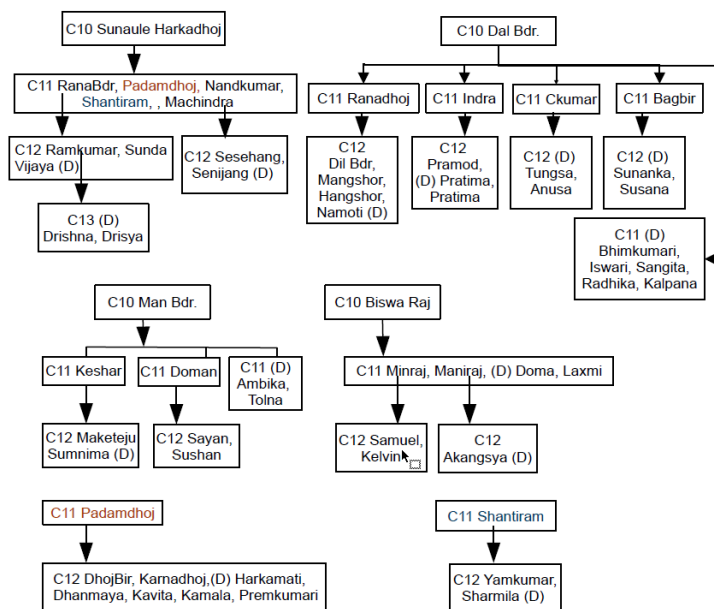 C10 Sunaule Harkadhoj
C10 Dal Bdr.
C11 RanaBdr, Padamdhoj, Nandkumar,
Shantiram, , Machindra
C11 Ranadhoj
C11 Indra
C11 Ckumar
C11 Bagbir
C12 Ramkumar, Sunda
Vijaya (D)
C12 Sesehang,
Senijang (D)
C12
Dil Bdr,
Mangshor,
Hangshor,
Namoti (D)
C12
Pramod,
(D) Pratima,
Pratima
C12 (D)
Tungsa,
Anusa
C12 (D)
Sunanka,
Susana
C13 (D)
Drishna, Drisya
C11 (D)
Bhimkumari,
Iswari, Sangita,
Radhika, Kalpana
C10 Man Bdr.
C10 Biswa Raj
C11 Keshar
C11 Doman
C11 (D)
Ambika,
Tolna
C11 Minraj, Maniraj, (D) Doma, Laxmi
C12 Maketeju
Sumnima (D)
C12 Sayan,
Sushan
C12 Samuel,
Kelvin
C12
Akangsya (D)
C11 Padamdhoj
C11 Shantiram
C12 DhojBir, Karnadhoj,(D) Harkamati,
Dhanmaya, Kavita, Kamala, Premkumari
C12 Yamkumar,
Sharmila (D)